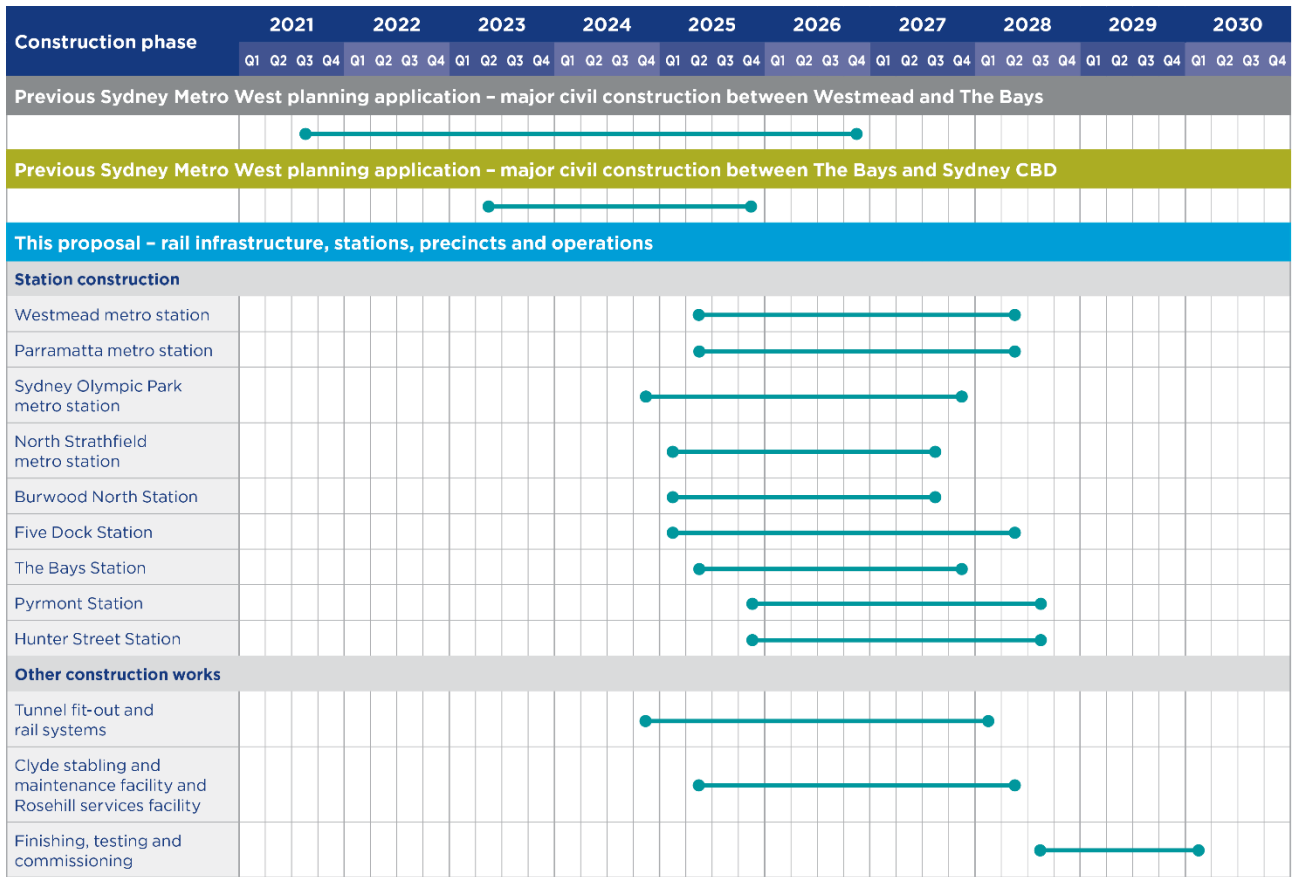 Construction phase
2021 2022 2023 2024 2025 2026 2027 2028 2029 2030
Q1 Q2 Q3 Q4 Q1 Q2 Q3 Q4 Q1 Q2 Q3 Q4 Q1 Q2 Q3 Q4 Q1 Q2 Q3 Q4 Q1 Q2 Q3 Q4 Q1 Q2 Q3 Q4 Q1 Q2 Q3 Q4 Q1 Q2 Q3 Q4 Q1 Q2 Q3 Q4
Previous Sydney Metro West planning application – major civil construction between Westmead and The Bays
Previous Sydney Metro West planning application – major civil construction between The Bays and Sydney CBD
This proposal – rail infrastructure, stations, precincts and operations
Station construction
Westmead metro station
Parramatta metro station
Sydney Olympic Park
metro station
North Strathfield
metro station
Burwood North Station
Five Dock Station
The Bays Station
Pyrmont Station
Hunter Street Station
Other construction works
Tunnel fit-out and
rail systems
Clyde stabling and
maintenance facility and
Rosehill services facility
Finishing, testing and
commissioning